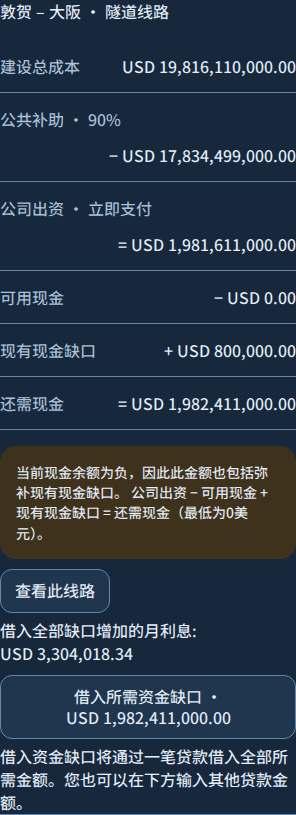 敦贺 – 大阪 · 隧道线路
建设总成本 USD 19,816,110,000.00
公共补助 · 90%
− USD 17,834,499,000.00
公司出资 · 立即支付
= USD 1,981,611,000.00
可用现金 − USD 0.00
现有现金缺口 + USD 800,000.00
还需现金 = USD 1,982,411,000.00
当前现金余额为负，因此此金额也包括弥
补现有现金缺口。 公司出资 − 可用现金 +
现有现金缺口 = 还需现金（最低为0美
元）。
查看此线路
借入全部缺口增加的月利息:
USD 3,304,018.34
借入所需资金缺口 ·
USD 1,982,411,000.00
借入资金缺口将通过一笔贷款借入全部所
需金额。您也可以在下方输入其他贷款金
额。